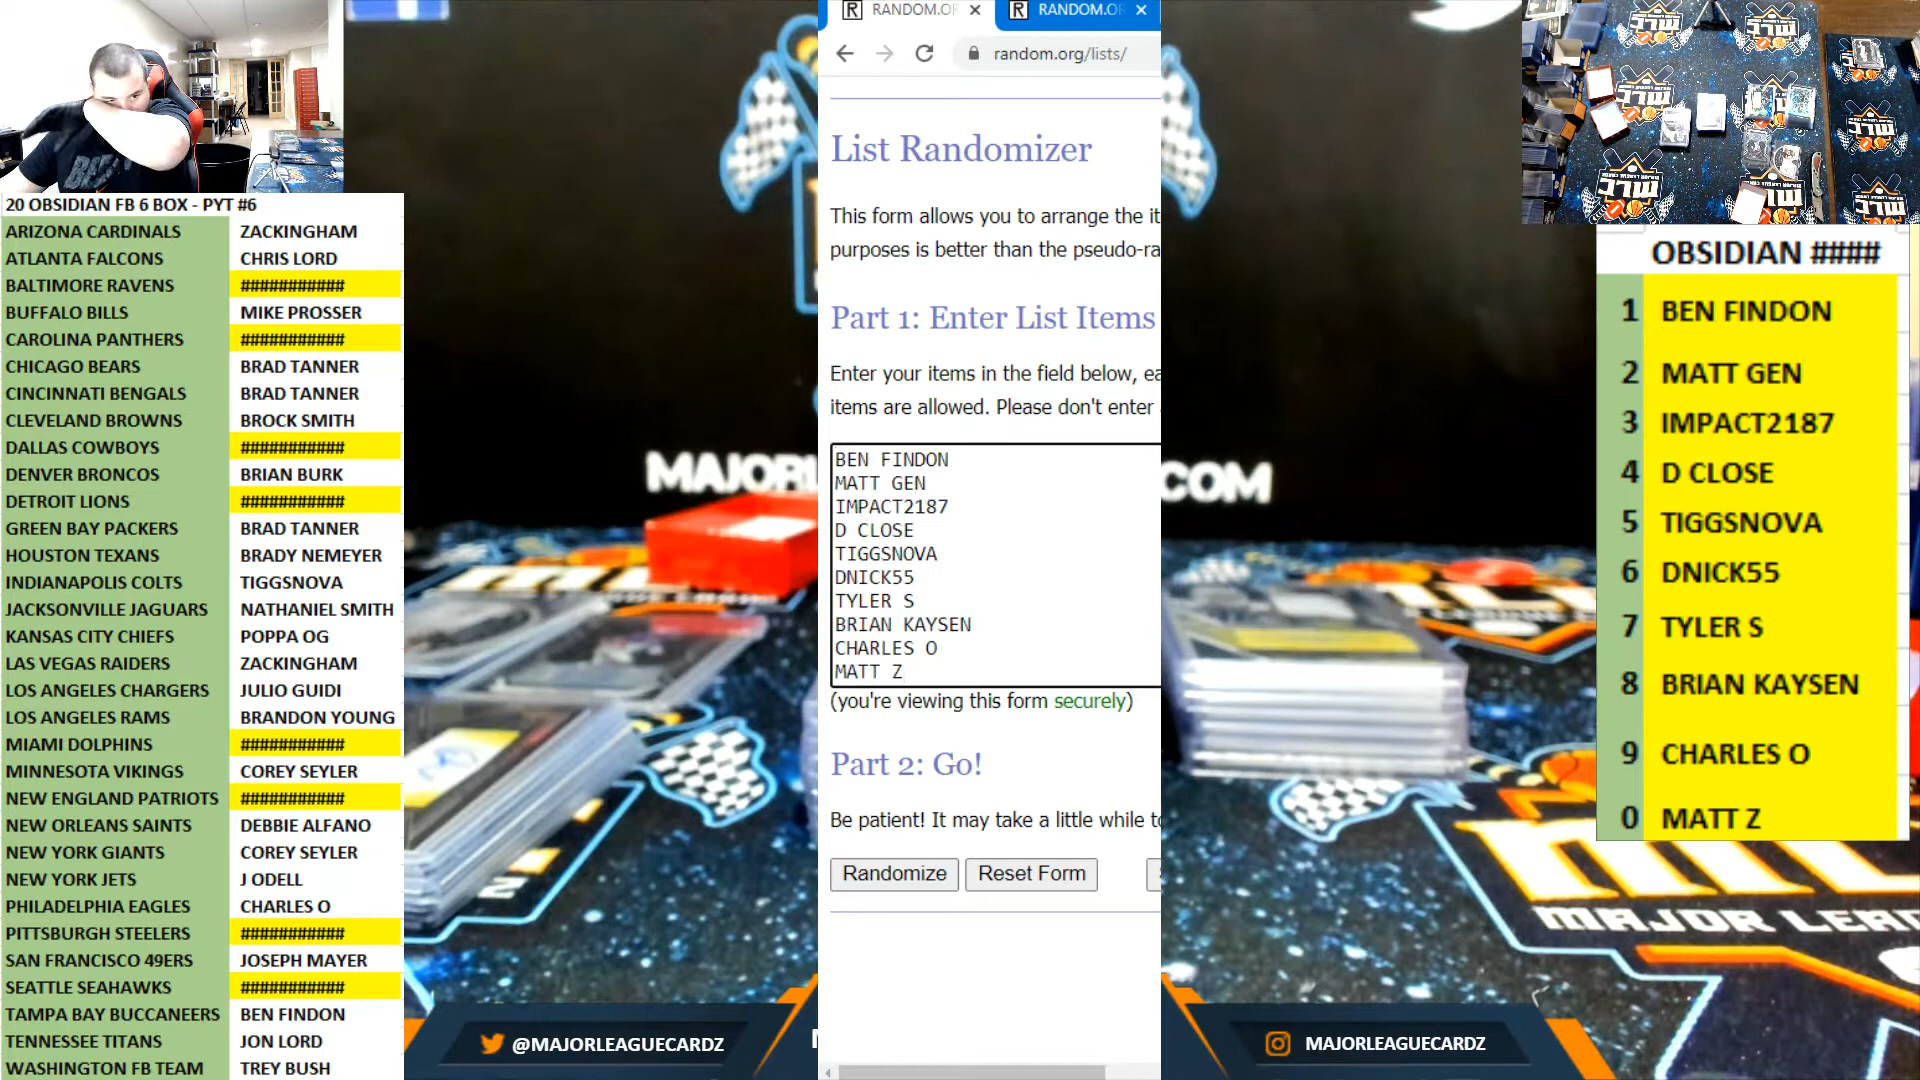 20 OBSIDIAN FB 6 BOX - PYT #6
ARIZONA CARDINALS ZACKINGHAM
ATLANTA FALCONS CHRIS LORD
BALTIMORE RAVENS ###########
BUFFALO BILLS MIKE PROSSER
CAROLINA PANTHERS ###########
CHICAGO BEARS BRAD TANNER
CINCINNATI BENGALS BRAD TANNER
CLEVELAND BROWNS BROCK SMITH
DALLAS COWBOYS ###########
DENVER BRONCOS BRIAN BURK
DETROIT LIONS ###########
GREEN BAY PACKERS BRAD TANNER
HOUSTON TEXANS BRADY NEMEYER
INDIANAPOLIS COLTS TIGGSNOVA
JACKSONVILLE JAGUARS NATHANIEL SMITH
KANSAS CITY CHIEFS POPPA OG
LAS VEGAS RAIDERS ZACKINGHAM
LOS ANGELES CHARGERS JULIO GUIDI
LOS ANGELES RAMS BRANDON YOUNG
MIAMI DOLPHINS ###########
MINNESOTA VIKINGS COREY SEYLER
NEW ENGLAND PATRIOTS ###########
NEW ORLEANS SAINTS DEBBIE ALFANO
NEW YORK GIANTS COREY SEYLER
NEW YORK JETS J ODELL
PHILADELPHIA EAGLES CHARLES O
PITTSBURGH STEELERS ###########
SAN FRANCISCO 49ERS JOSEPH MAYER
SEATTLE SEAHAWKS ###########
TAMPA BAY BUCCANEERS BEN FINDON
TENNESSEE TITANS JON LORD
WASHINGTON FB TEAM TREY BUSH
MAJORL
@MAJORLEAGUECARDZ
RANDOM.OR
RANDOM.OR
random.org/lists/
List Randomizer
This form allows you to arrange the it
purposes is better than the pseudo-ra
Part 1: Enter List Items
Enter your items in the field below, ea
items are allowed. Please don't enter
BEN FINDON
MATT GEN
IMPACT2187
D CLOSE
TIGGSNOVA
DNICK55
TYLER S
BRIAN KAYSEN
CHARLES O
MATT Z
(you're viewing this form securely)
Part 2: Go!
Be patient! It may take a little while to
Randomize Reset Form
.COM
OBSIDIAN ####
1 BEN FINDON
2 MATT GEN
3 IMPACT2187
4 D CLOSE
5 TIGGSNOVA
6 DNICK55
7 TYLER S
8 BRIAN KAYSEN
9 CHARLES O
0 MATT Z
MAJOR LEA
MAJORLEAGUECARDZ